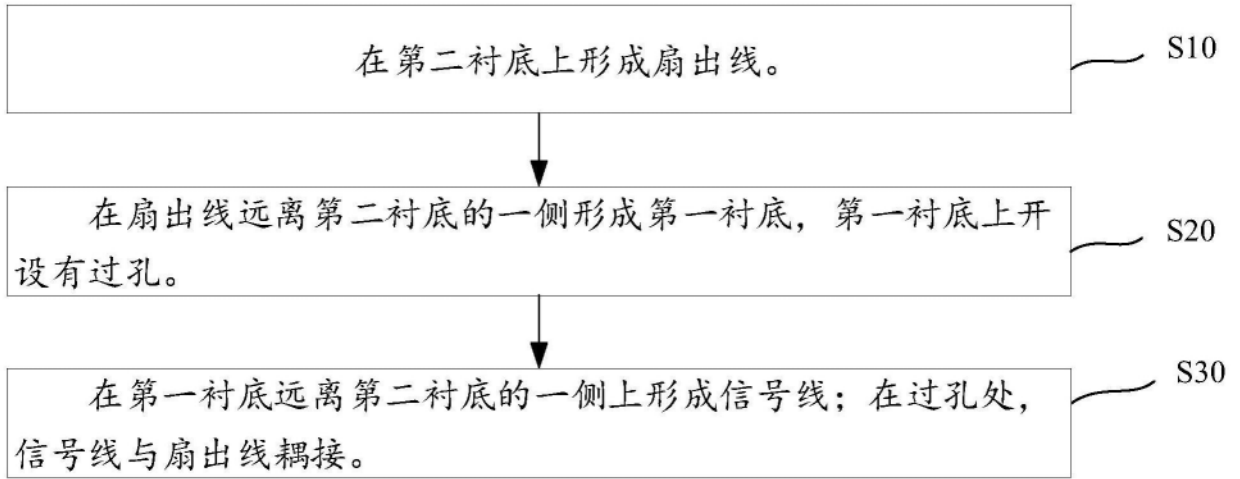 在第二衬底上形成扇出线。
S10
在扇出线远离第二衬底的一侧形成第一衬底，第一衬底上开
设有过孔。
S20
在第一衬底远离第二衬底的一侧上形成信号线；在过孔处，
信号线与扇出线耦接。
S30